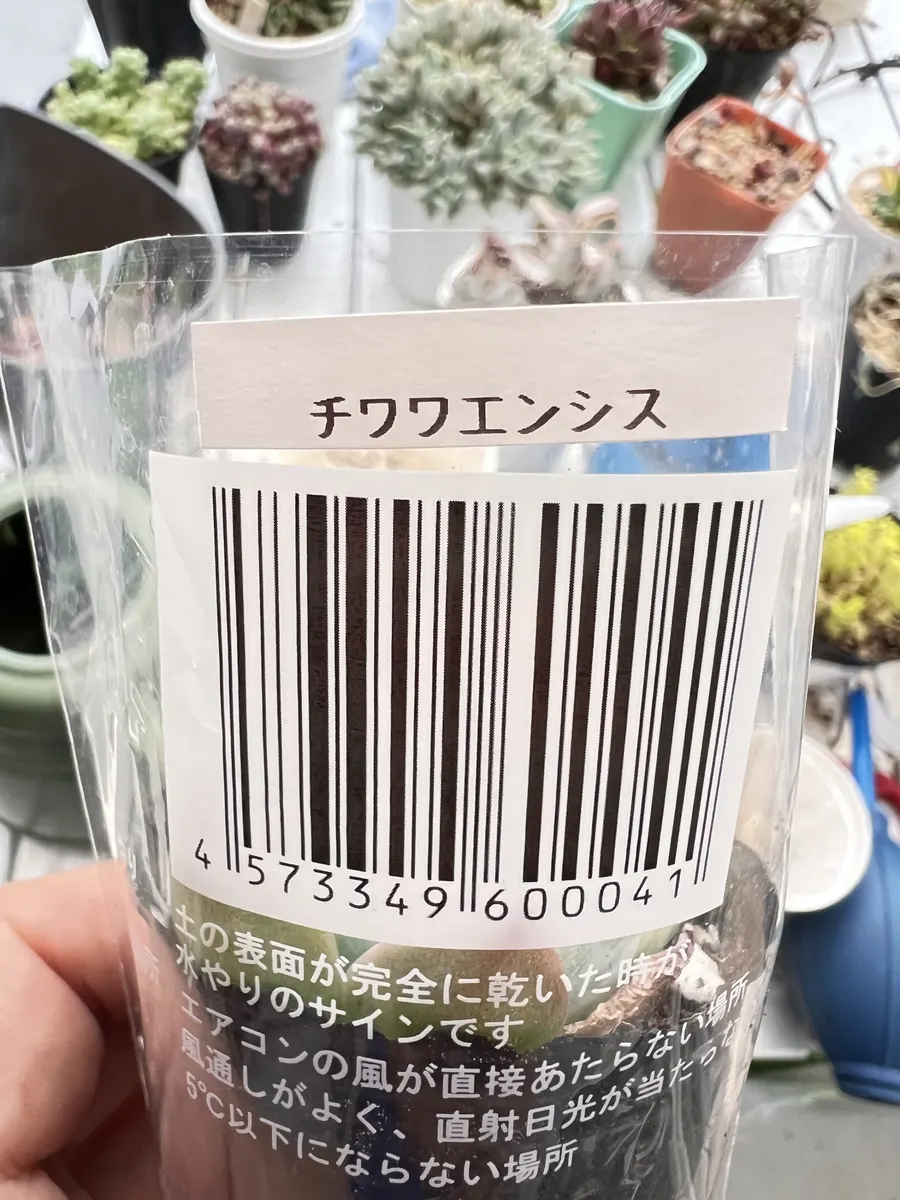 チワワエンシス
4 573349 600041
土の表面が完全に乾いた時が
水やりのサインです
エアコンの風が直接あたらない場所
風通しがよく、直射日光が当たらな
5℃以下にならない場所